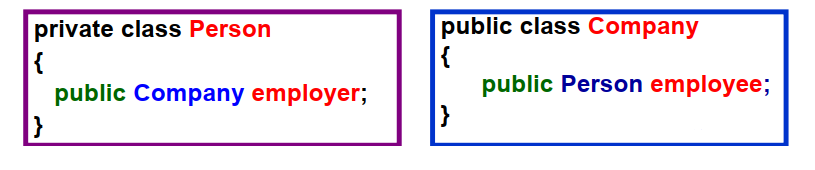 private class Person
{
public Company employer;
}
public class Company
{
public Person employee;
}